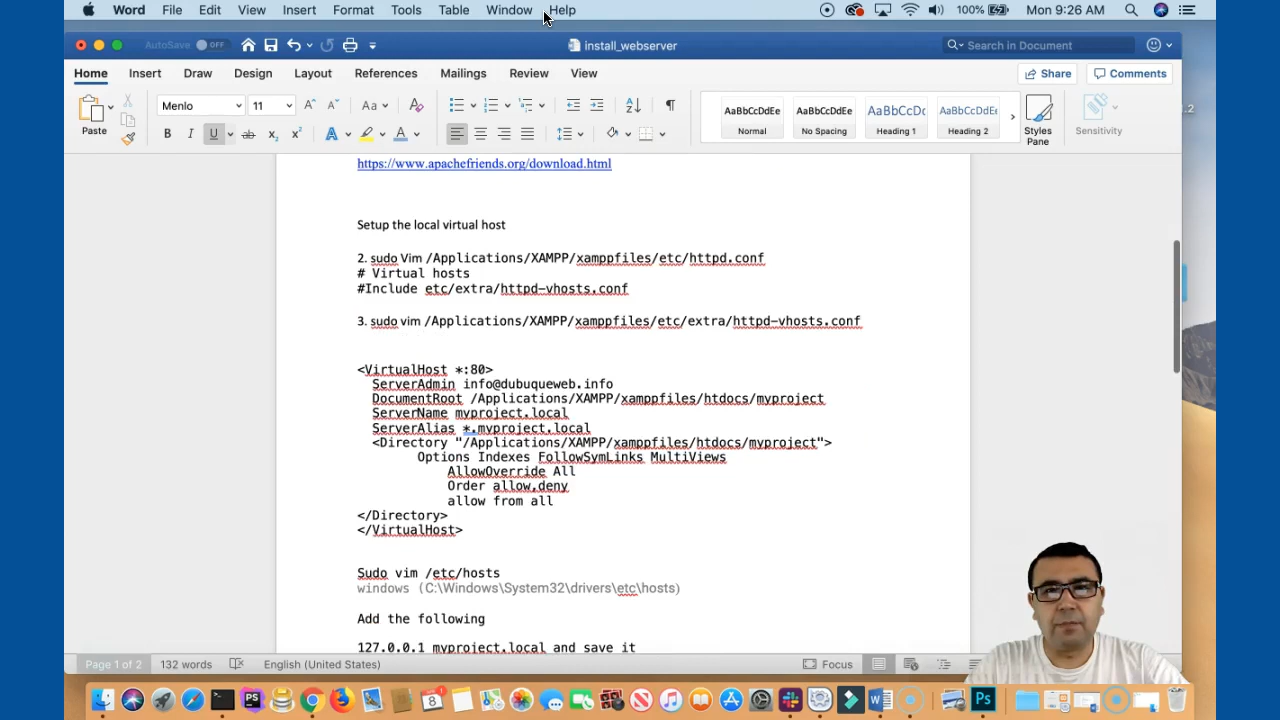 Word File Edit View Insert Format Tools Table Window Help 100% Mon 9:26 AM
AutoSave OFF install_webserver Search in Document
Home Insert Draw Design Layout References Mailings Review View Share Comments
Paste Menlo 11 Aa AaBbCcDdEe AaBbCcDdEe AaBbCcDc AaBbCcDdEe
Normal No Spacing Heading 1 Heading 2 Styles Pane Sensitivity
https://www.apachefriends.org/download.html
Setup the local virtual host
2. sudo Vim /Applications/XAMPP/xamppfiles/etc/httpd.conf
# Virtual hosts
#Include etc/extra/httpd-vhosts.conf
3. sudo vim /Applications/XAMPP/xamppfiles/etc/extra/httpd-vhosts.conf
<VirtualHost *:80>
ServerAdmin info@dubuqueweb.info
DocumentRoot /Applications/XAMPP/xamppfiles/htdocs/myproject
ServerName myproject.local
ServerAlias *.myproject.local
<Directory "/Applications/XAMPP/xamppfiles/htdocs/myproject">
Options Indexes FollowSymLinks MultiViews
AllowOverride All
Order allow,deny
allow from all
</Directory>
</VirtualHost>
Sudo vim /etc/hosts
windows (C:\Windows\System32\drivers\etc\hosts)
Add the following
127.0.0.1 myproject.local and save it
Page 1 of 2 132 words English (United States) Focus